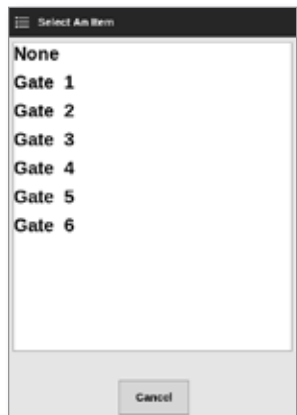 Select An Item
None
Gate 1
Gate 2
Gate 3
Gate 4
Gate 5
Gate 6
Cancel